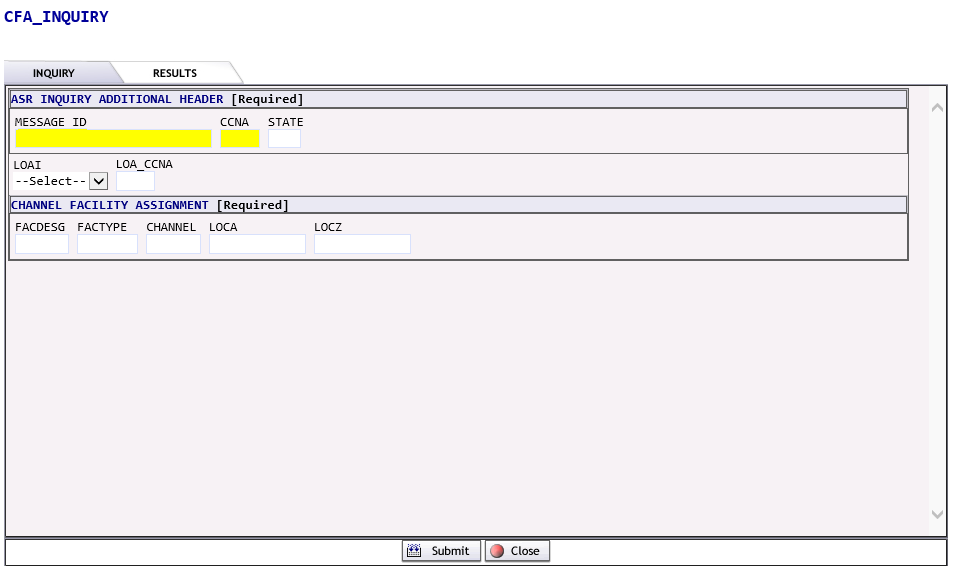 CFA_INQUIRY
INQUIRY RESULTS
ASR INQUIRY ADDITIONAL HEADER [Required]
MESSAGE ID CCNA STATE
LOAI LOA_CCNA
--Select--
CHANNEL FACILITY ASSIGNMENT [Required]
FACDESG FACTYPE CHANNEL LOCA LOCZ
Submit Close